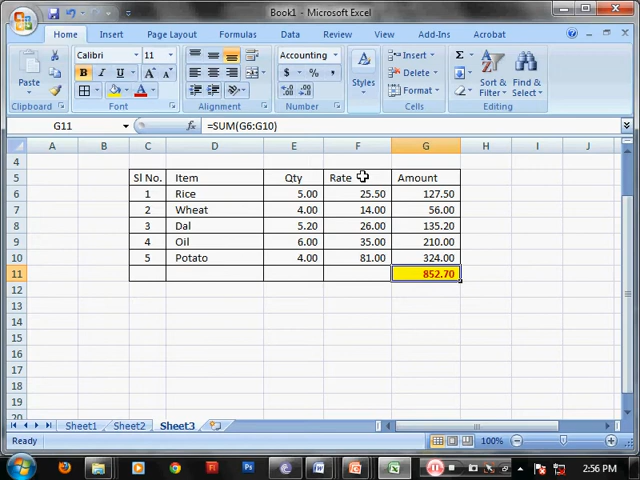 Book1 - Microsoft Excel
Home Insert Page Layout Formulas Data Review View Add-Ins Acrobat
Paste
Clipboard
Calibri 11
B I U A A
A
Font
Alignment
Accounting
$ % ,
Number
Styles
Insert
Delete
Format
Cells
Σ
Sort & Filter
Find & Select
Editing
G11 fx =SUM(G6:G10)
A B C D E F G H I J
4
5 Sl No. Item Qty Rate Amount
6 1 Rice 5.00 25.50 127.50
7 2 Wheat 4.00 14.00 56.00
8 3 Dal 5.20 26.00 135.20
9 4 Oil 6.00 35.00 210.00
10 5 Potato 4.00 81.00 324.00
11 852.70
12
13
14
15
16
17
18
19
20
Sheet1 Sheet2 Sheet3
Ready 100%
2:56 PM